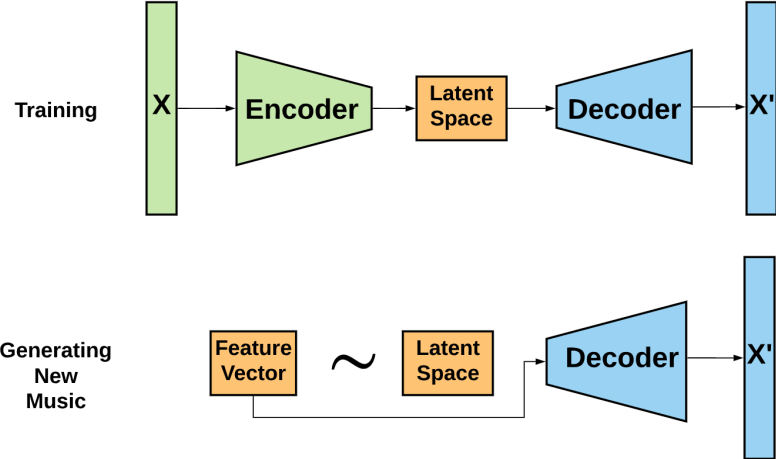 Training
X
Encoder
Latent
Space
Decoder
X'
Generating
New
Music
Feature
Vector
~
Latent
Space
Decoder
X'